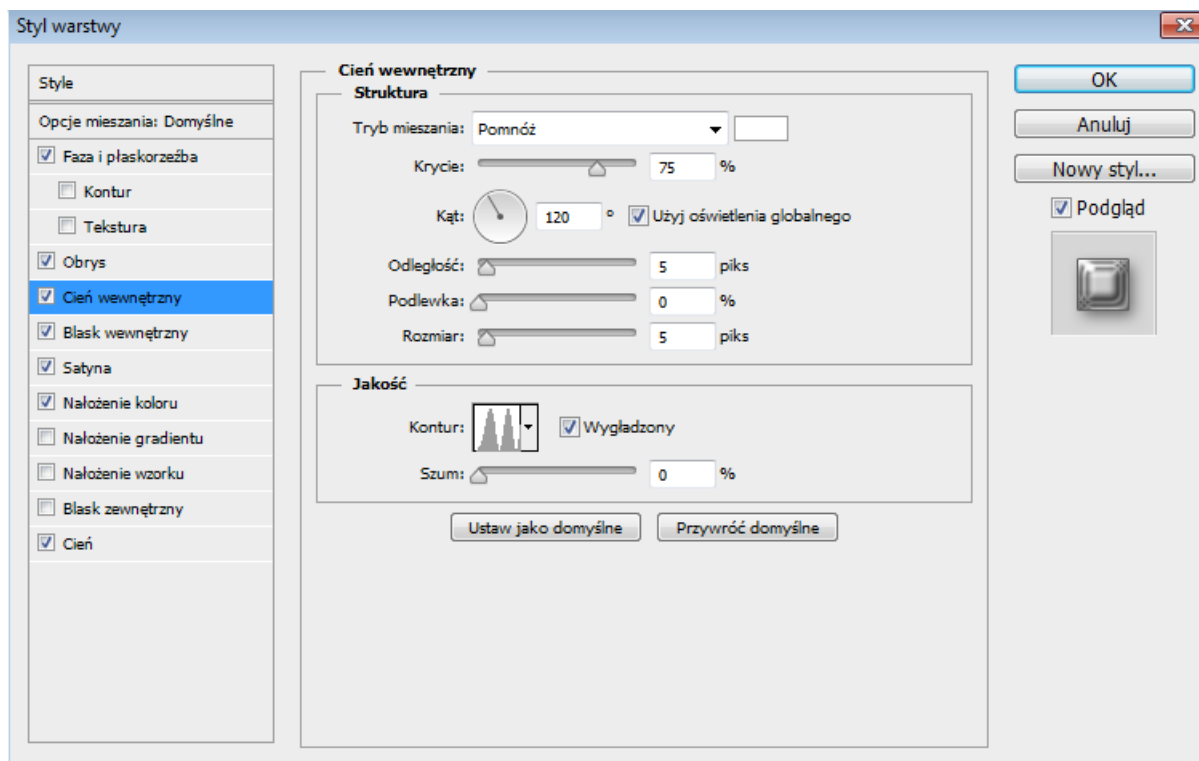 Styl warstwy
Style
Opcje mieszania: Domyślne
Faza i płaskorzeźba
Kontur
Tekstura
Obrys
Cień wewnętrzny
Blask wewnętrzny
Satyna
Nałożenie koloru
Nałożenie gradientu
Nałożenie wzorku
Blask zewnętrzny
Cień
Cień wewnętrzny
Struktura
Tryb mieszania: Pomnóż
Krycie: 75 %
Kąt: 120 ° Użyj oświetlenia globalnego
Odległość: 5 piks
Podlewka: 0 %
Rozmiar: 5 piks
Jakość
Kontur: Wygładzony
Szum: 0 %
Ustaw jako domyślne Przywróć domyślne
OK
Anuluj
Nowy styl...
Podgląd